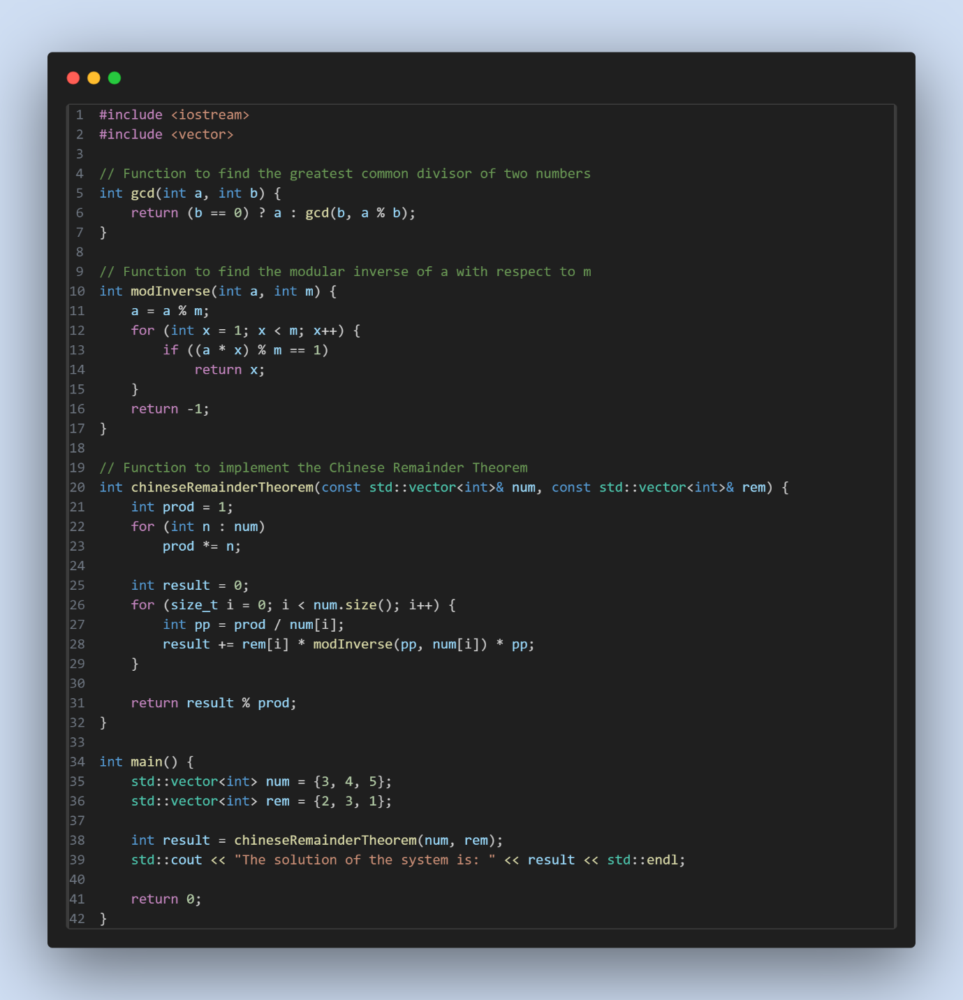 1 #include <iostream>
2 #include <vector>
3
4 // Function to find the greatest common divisor of two numbers
5 int gcd(int a, int b) {
6     return (b == 0) ? a : gcd(b, a % b);
7 }
8
9 // Function to find the modular inverse of a with respect to m
10 int modInverse(int a, int m) {
11     a = a % m;
12     for (int x = 1; x < m; x++) {
13         if ((a * x) % m == 1)
14             return x;
15     }
16     return -1;
17 }
18
19 // Function to implement the Chinese Remainder Theorem
20 int chineseRemainderTheorem(const std::vector<int>& num, const std::vector<int>& rem) {
21     int prod = 1;
22     for (int n : num)
23         prod *= n;
24
25     int result = 0;
26     for (size_t i = 0; i < num.size(); i++) {
27         int pp = prod / num[i];
28         result += rem[i] * modInverse(pp, num[i]) * pp;
29     }
30
31     return result % prod;
32 }
33
34 int main() {
35     std::vector<int> num = {3, 4, 5};
36     std::vector<int> rem = {2, 3, 1};
37
38     int result = chineseRemainderTheorem(num, rem);
39     std::cout << "The solution of the system is: " << result << std::endl;
40
41     return 0;
42 }